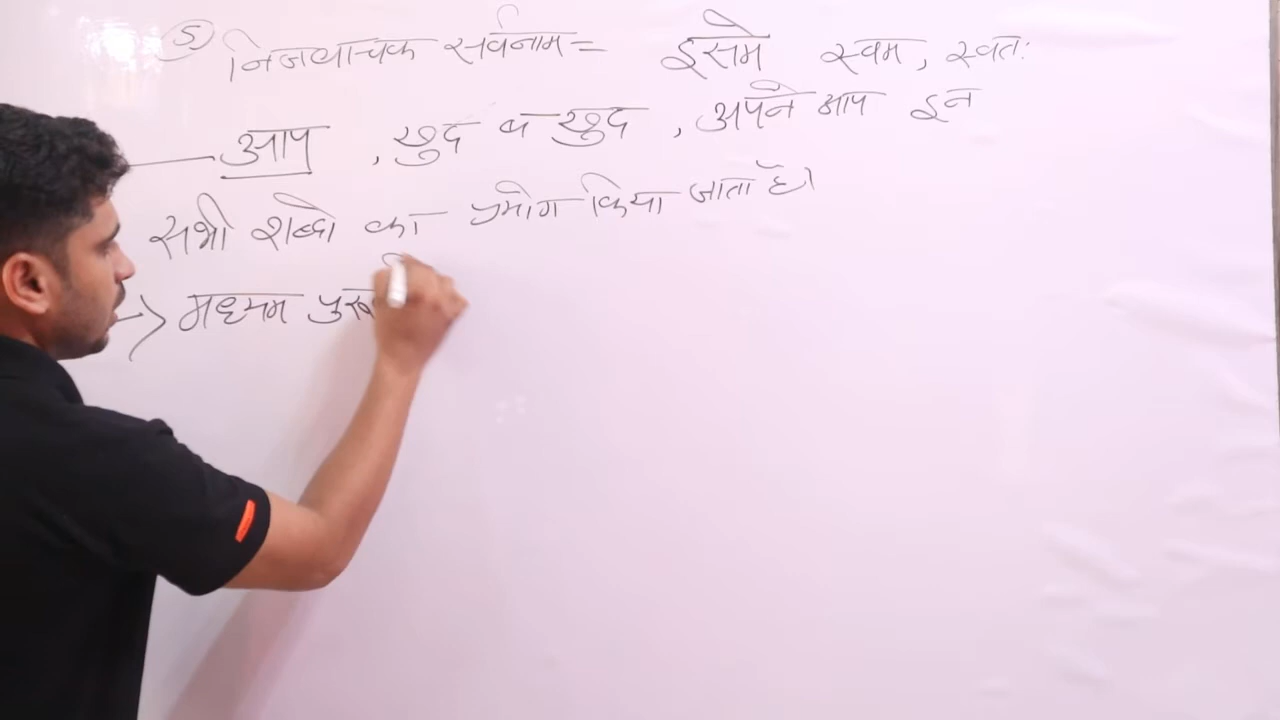 5) निजवाचक सर्वनाम = इसमे स्वम, स्वतः
आप , खुद ब खुद , अपने आप इन
सभी शब्दो का प्रयोग किया जाता है।
→ मध्यम पुरू